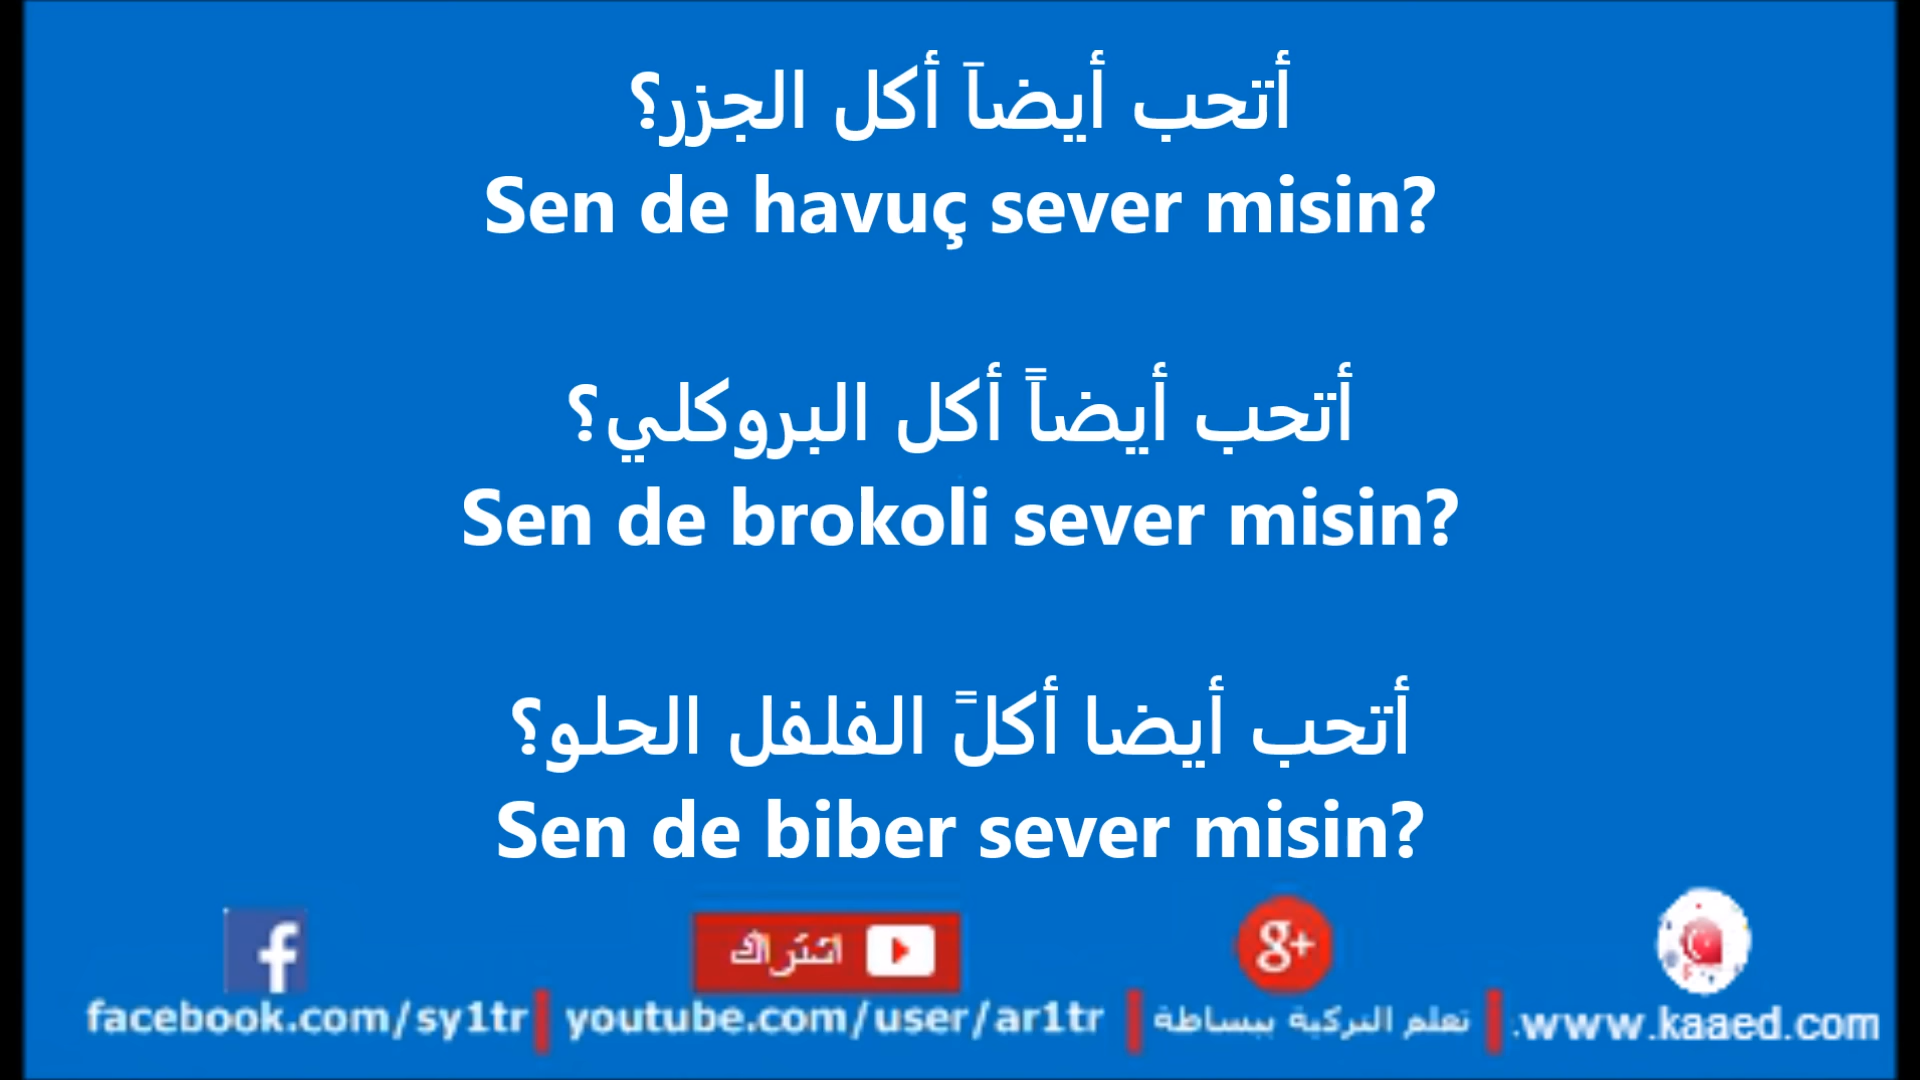 أتحب أيضاَ أكل الجزر؟
Sen de havuç sever misin?
أتحب أيضاً أكل البروكلي؟
Sen de brokoli sever misin?
أتحب أيضا أكلً الفلفل الحلو؟
Sen de biber sever misin?
f
اشتراك
g+
facebook.com/sy1tr
youtube.com/user/ar1tr
تعلم التركية ببساطة
www.kaaed.com.